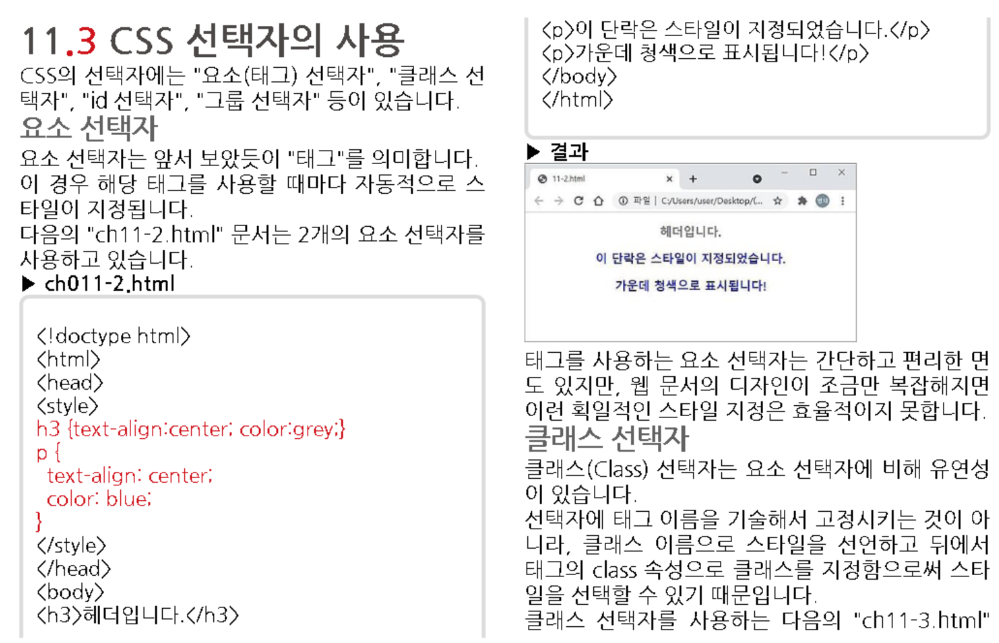 11.3 CSS 선택자의 사용
CSS의 선택자에는 "요소(태그) 선택자", "클래스 선
택자", "id 선택자", "그룹 선택자" 등이 있습니다.
요소 선택자
요소 선택자는 앞서 보았듯이 "태그"를 의미합니다.
이 경우 해당 태그를 사용할 때마다 자동적으로 스
타일이 지정됩니다.
다음의 "ch11-2.html" 문서는 2개의 요소 선택자를
사용하고 있습니다.
▶ ch011-2.html
<!doctype html>
<html>
<head>
<style>
h3 {text-align:center; color:grey;}
p {
text-align: center;
color: blue;
}
</style>
</head>
<body>
<h3>헤더입니다.</h3>
<p>이 단락은 스타일이 지정되었습니다.</p>
<p>가운데 청색으로 표시됩니다!</p>
</body>
</html>
▶ 결과
11-2.html
파일 | C:/Users/user/Desktop/(...
헤더입니다.
이 단락은 스타일이 지정되었습니다.
가운데 청색으로 표시됩니다!
태그를 사용하는 요소 선택자는 간단하고 편리한 면
도 있지만, 웹 문서의 디자인이 조금만 복잡해지면
이런 획일적인 스타일 지정은 효율적이지 못합니다.
클래스 선택자
클래스(Class) 선택자는 요소 선택자에 비해 유연성
이 있습니다.
선택자에 태그 이름을 기술해서 고정시키는 것이 아
니라, 클래스 이름으로 스타일을 선언하고 뒤에서
태그의 class 속성으로 클래스를 지정함으로써 스타
일을 선택할 수 있기 때문입니다.
클래스 선택자를 사용하는 다음의 "ch11-3.html"